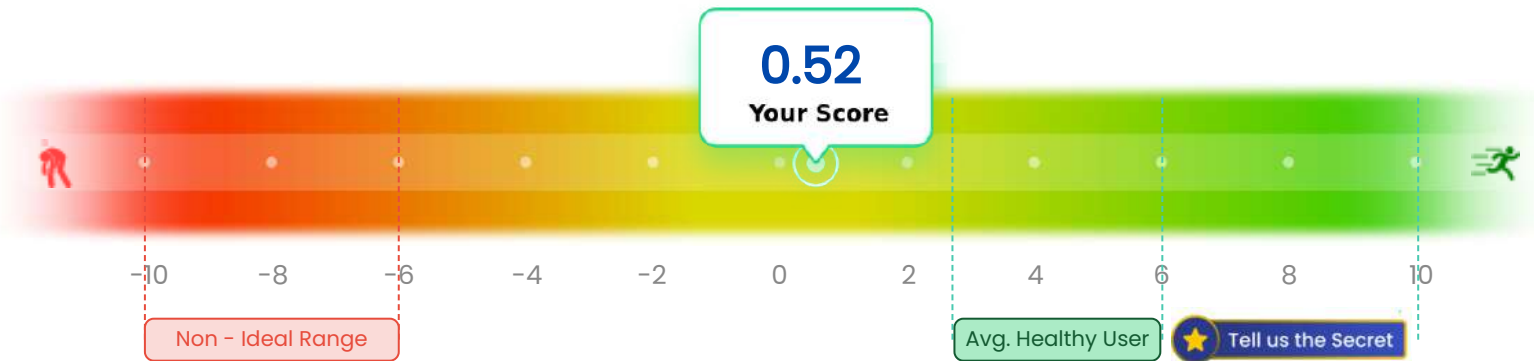 0.52
Your Score
-10 -8 -6 -4 -2 0 2 4 6 8 10
Non - Ideal Range Avg. Healthy User Tell us the Secret